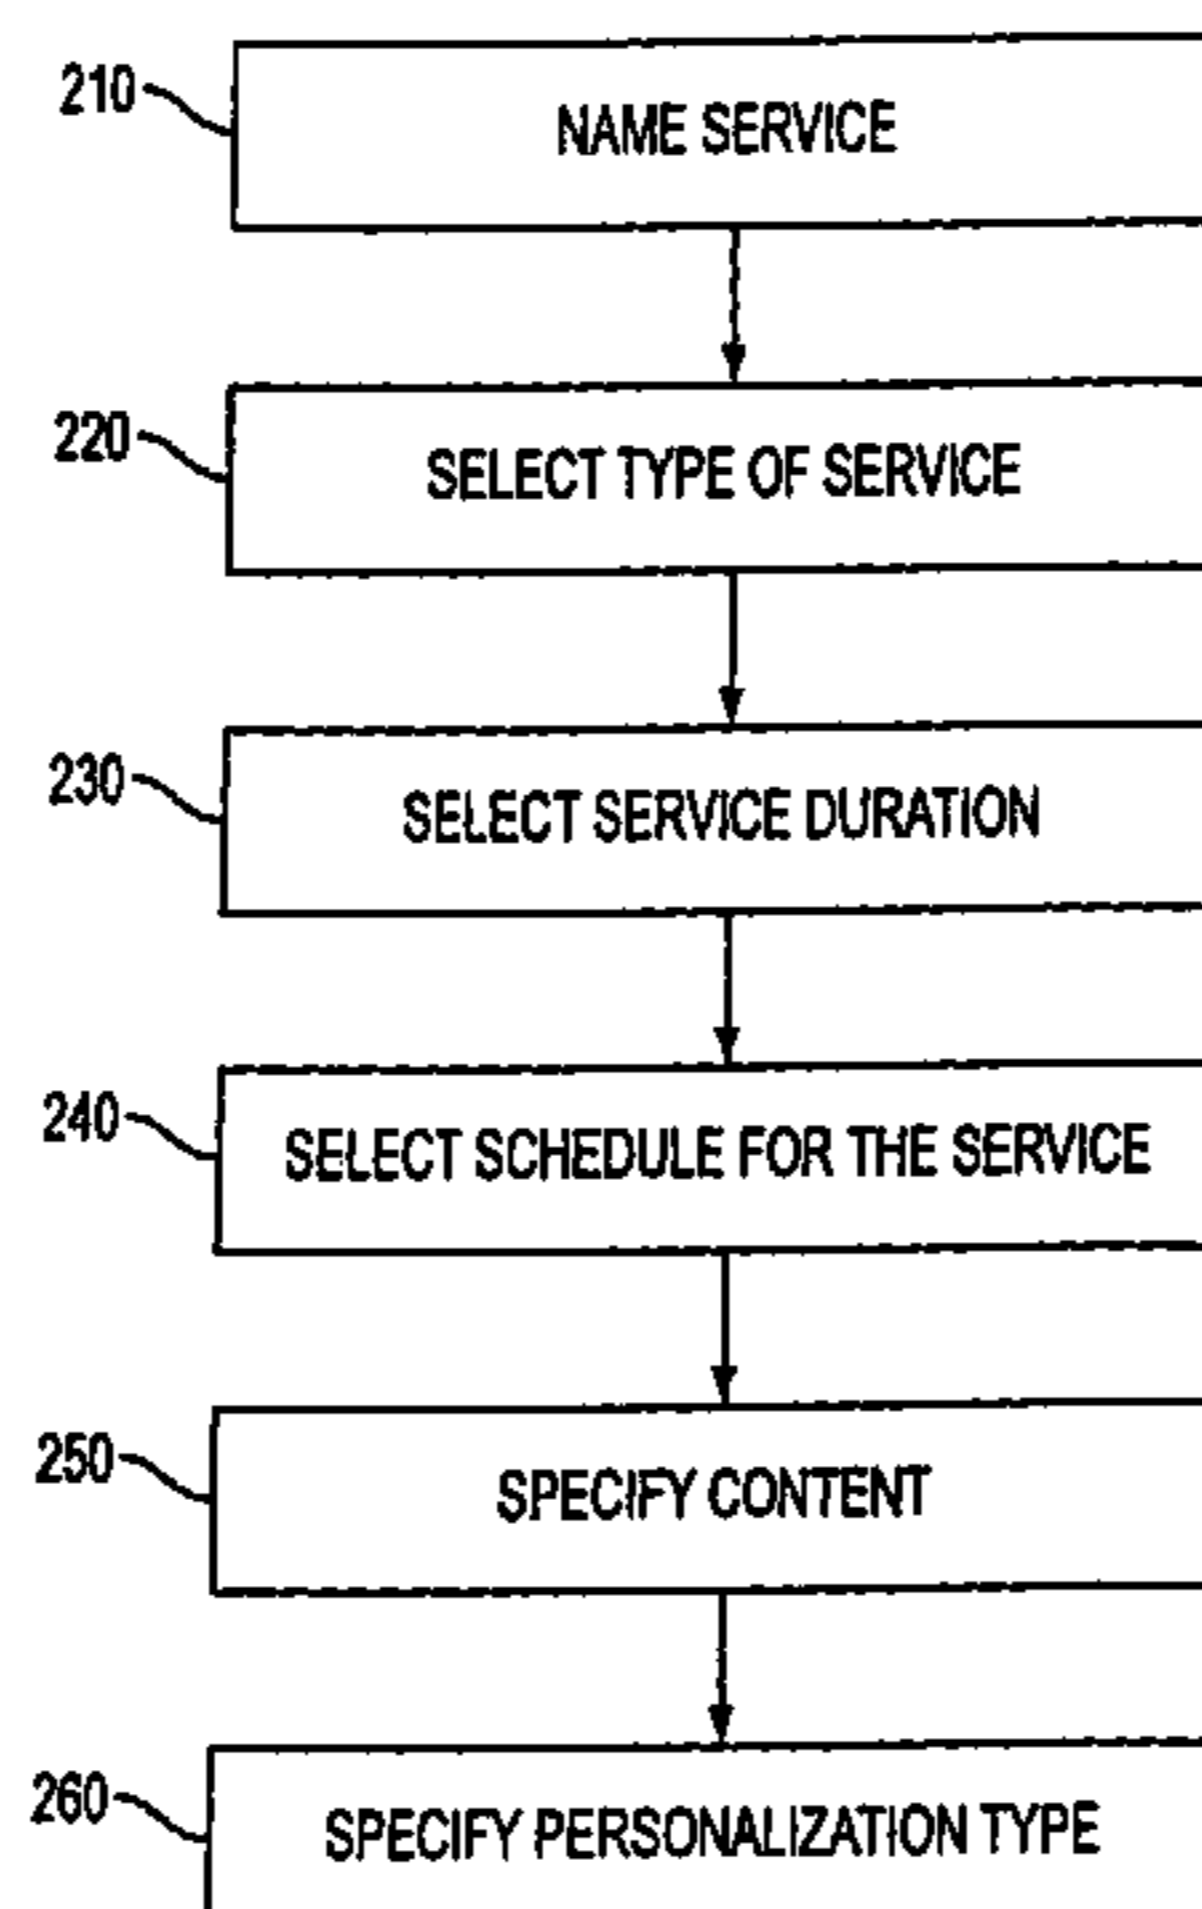 210
NAME SERVICE
220
SELECT TYPE OF SERVICE
230
SELECT SERVICE DURATION
240
SELECT SCHEDULE FOR THE SERVICE
250
SPECIFY CONTENT
260
SPECIFY PERSONALIZATION TYPE